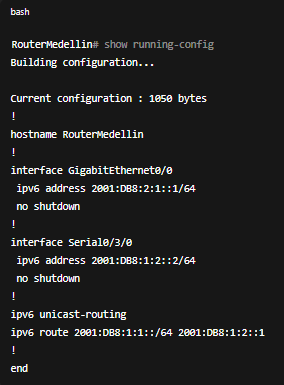 bash
RouterMedellin# show running-config
Building configuration...
Current configuration : 1050 bytes
!
hostname RouterMedellin
!
interface GigabitEthernet0/0
ipv6 address 2001:DB8:2:1::1/64
no shutdown
!
interface Serial0/3/0
ipv6 address 2001:DB8:1:2::2/64
no shutdown
!
ipv6 unicast-routing
ipv6 route 2001:DB8:1:1::/64 2001:DB8:1:2::1
!
end